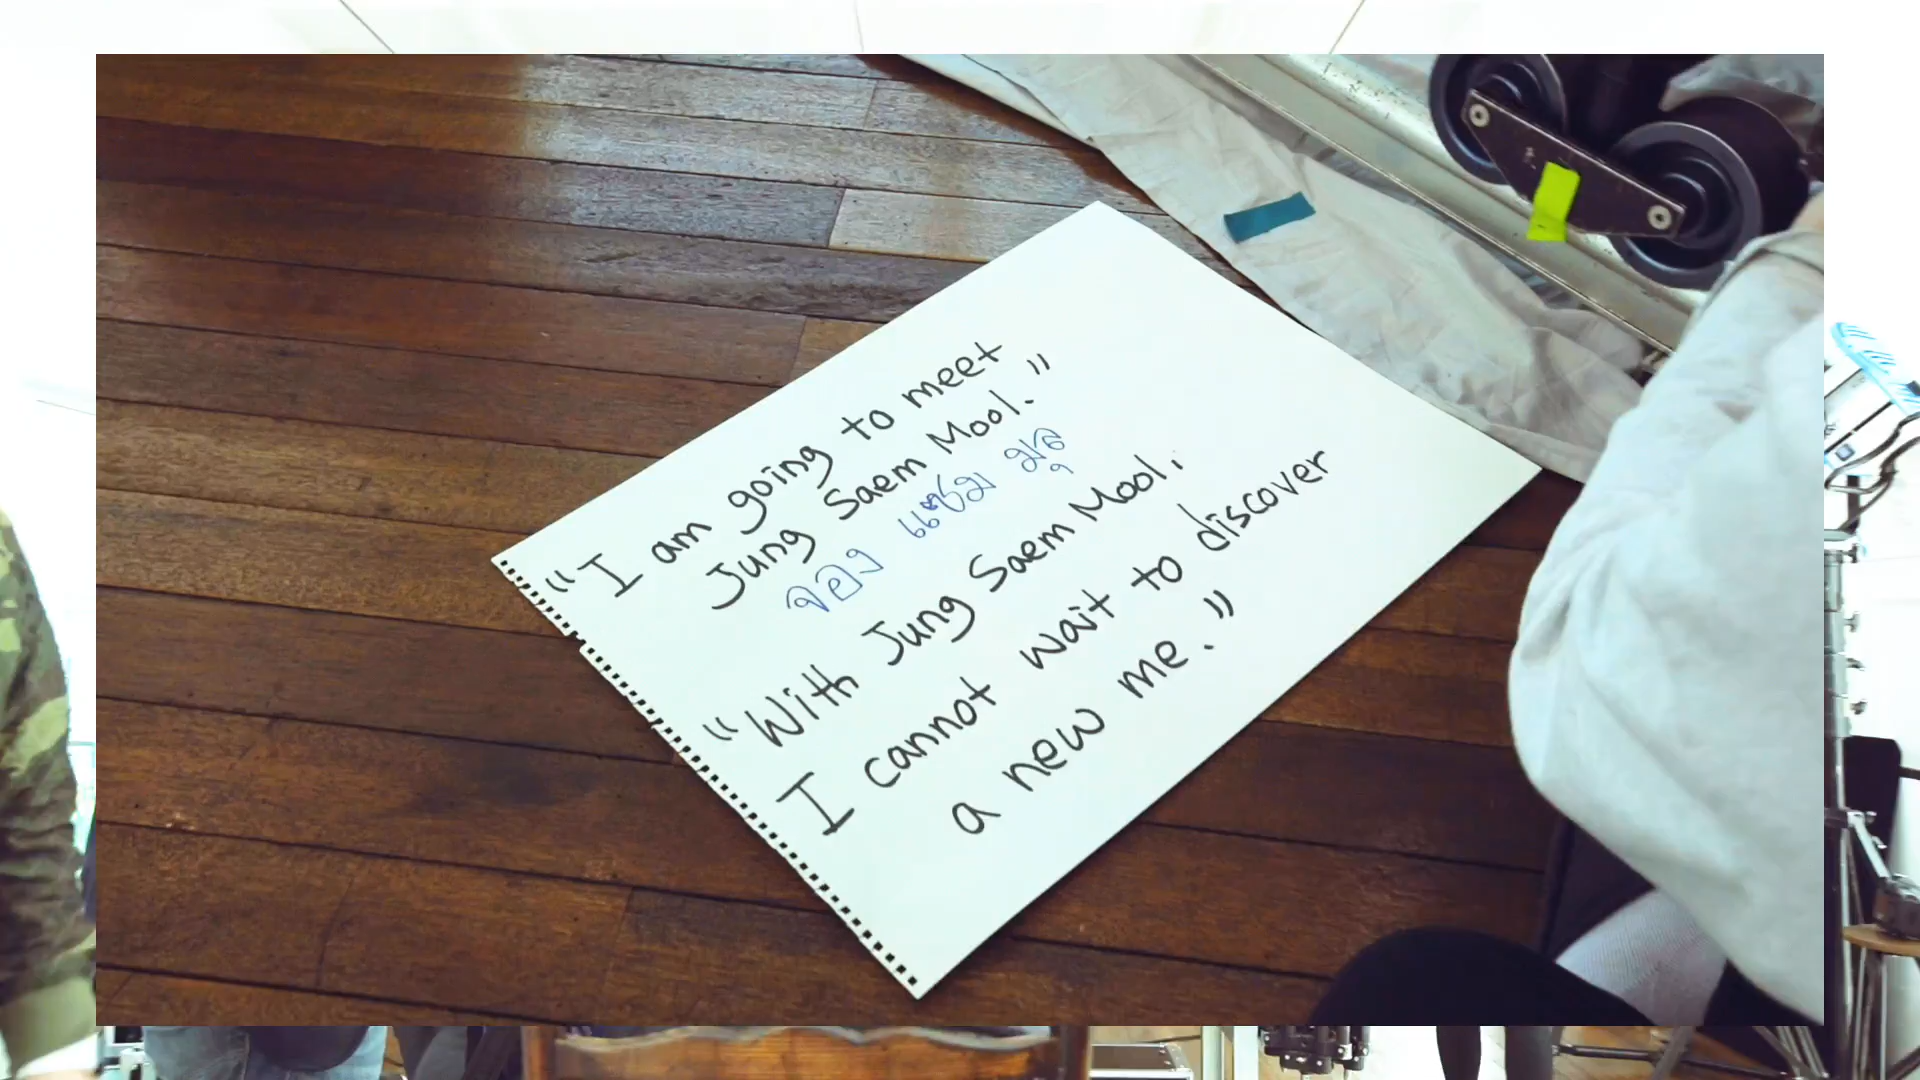 "I am going to meet
Jung Saem Mool."
จอง แซม มุล
"With Jung Saem Mool,
I cannot wait to discover
a new me."